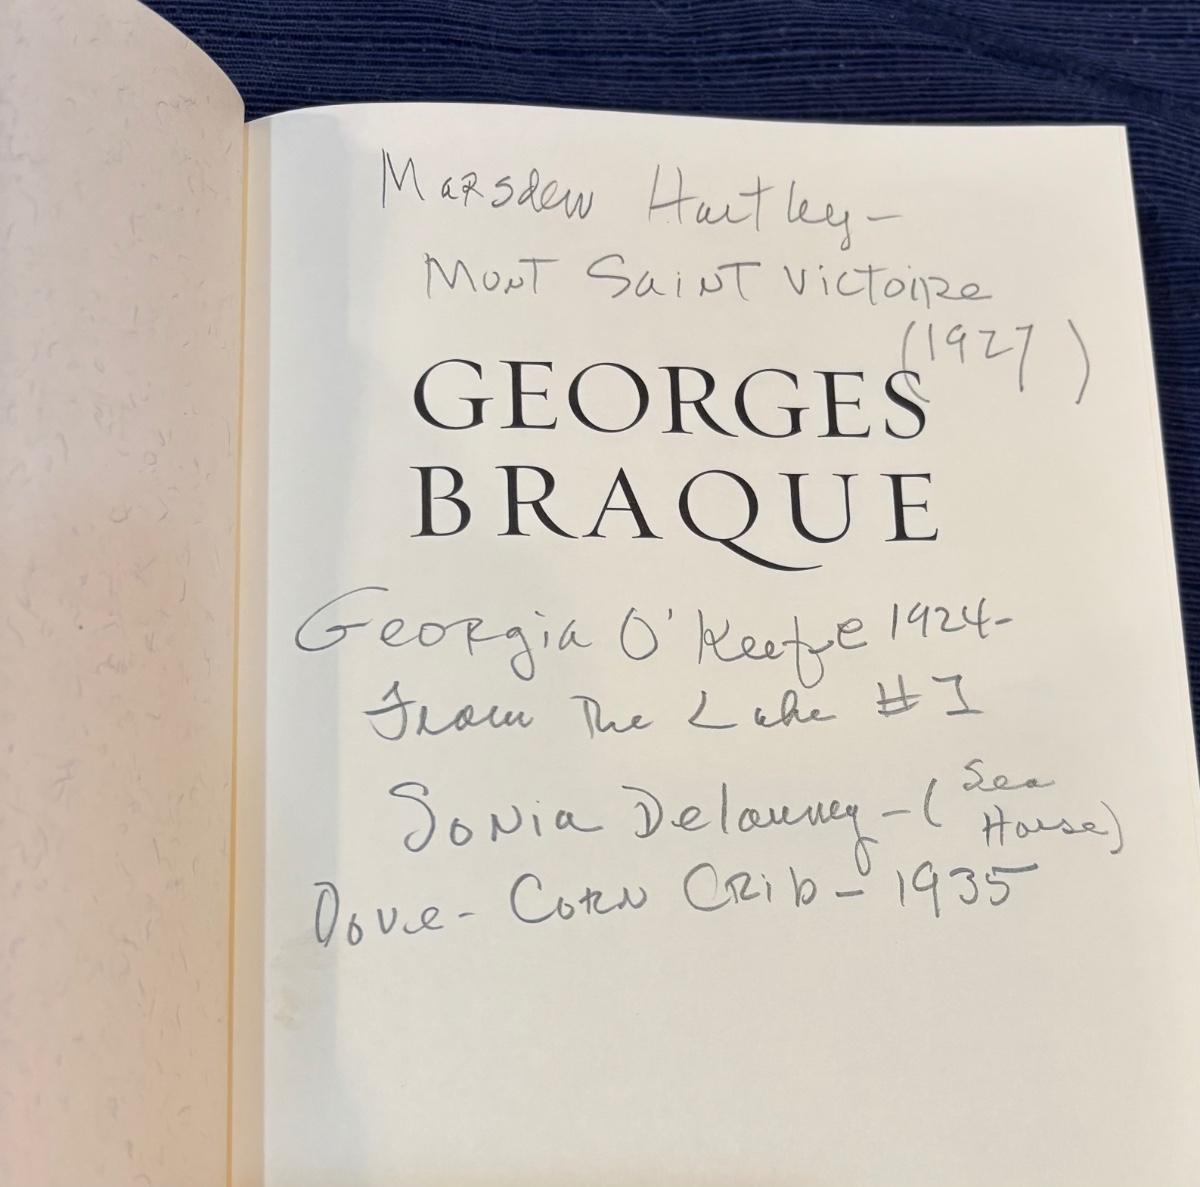 Marsden Hartley-
Mont Saint Victoire
(1927)
GEORGES
BRAQUE
Georgia O'Keefe 1924-
From The Lake #1
Sonia Delauney - (Sea
House)
Dove - Corn Crib - 1935